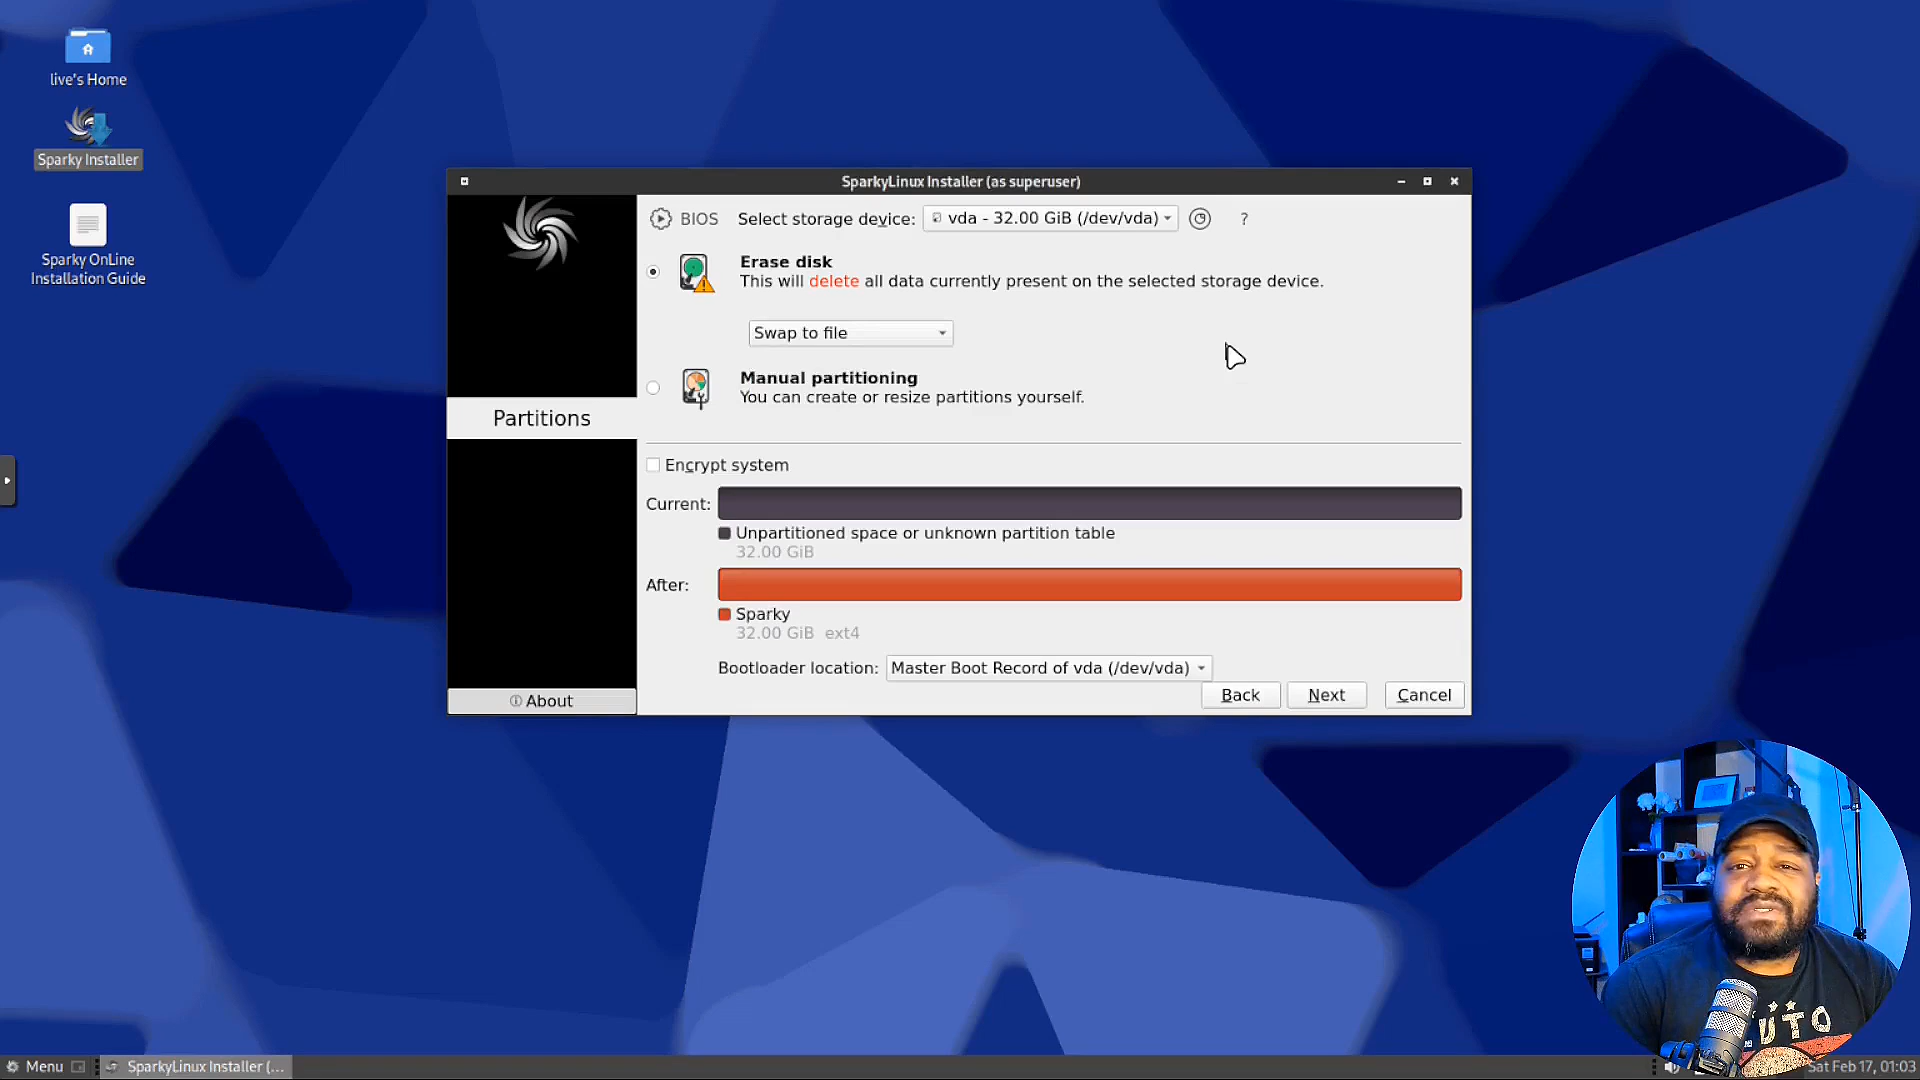 live's Home
Sparky Installer
Sparky OnLine
Installation Guide
SparkyLinux Installer (as superuser)
BIOS
Select storage device:
vda - 32.00 GiB (/dev/vda)
?
Erase disk
This will delete all data currently present on the selected storage device.
Swap to file
Manual partitioning
You can create or resize partitions yourself.
Partitions
Encrypt system
Current:
Unpartitioned space or unknown partition table
32.00 GiB
After:
Sparky
32.00 GiB ext4
Bootloader location:
Master Boot Record of vda (/dev/vda)
About
Back
Next
Cancel
UTO
Menu
SparkyLinux Installer (...
Sat Feb 17, 01:03